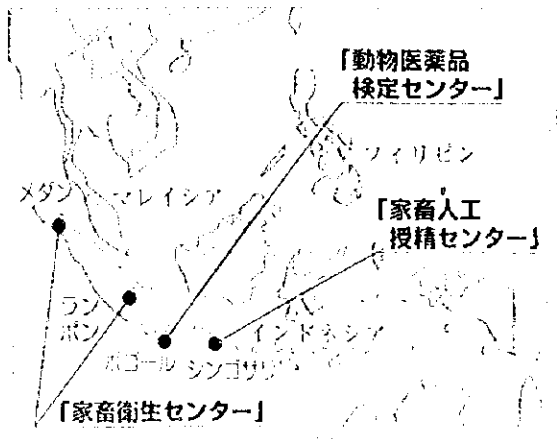 「動物医薬品
検定センター」
フィリピン
メダン
マレイシア
「家畜人工
授精センター」
ラン
ポン
インドネシア
ボゴール
シンゴサリ
「家畜衛生センター」